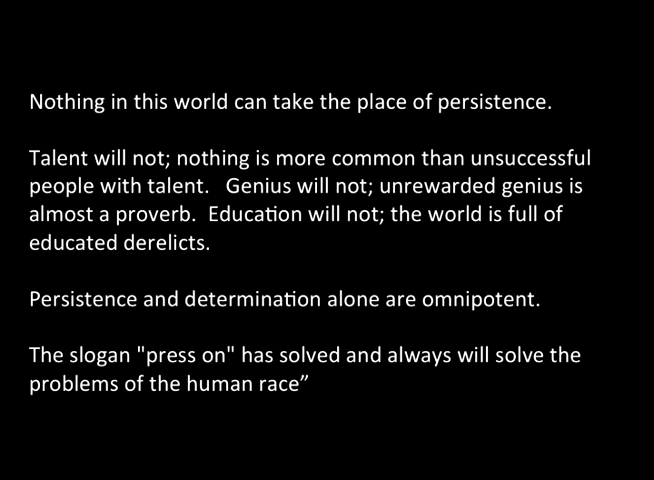 Nothing in this world can take the place of persistence.
Talent will not; nothing is more common than unsuccessful
people with talent.   Genius will not; unrewarded genius is
almost a proverb.  Education will not; the world is full of
educated derelicts.
Persistence and determination alone are omnipotent.
The slogan "press on" has solved and always will solve the
problems of the human race”